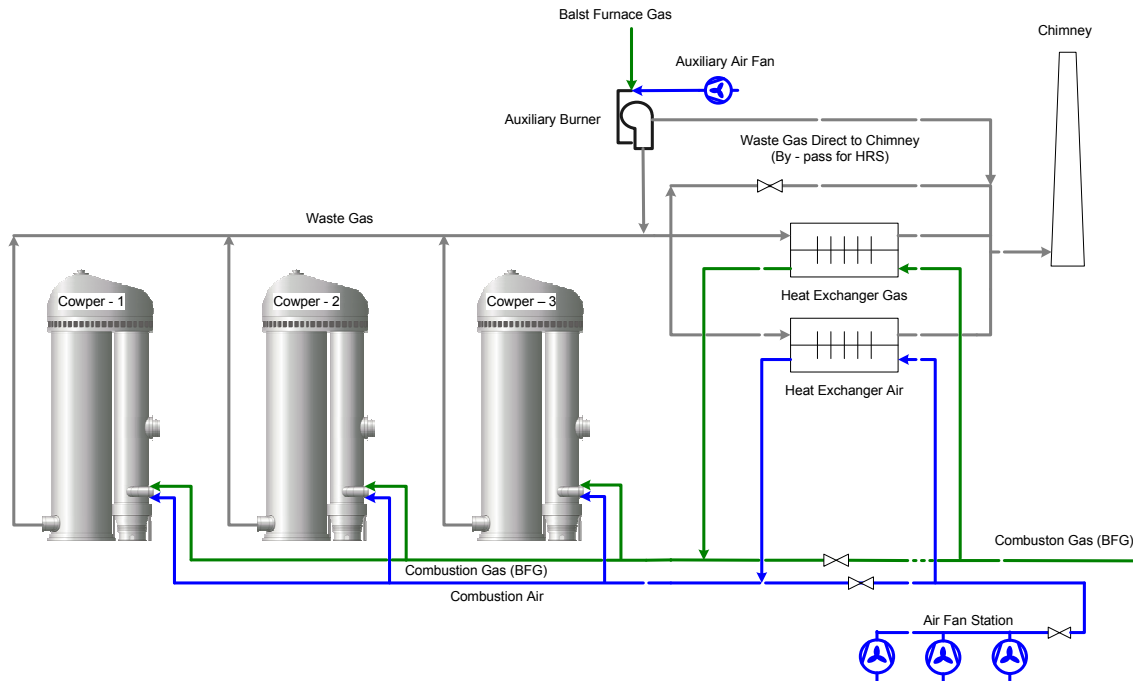 Balst Furnace Gas
Chimney
Auxiliary Air Fan
Auxiliary Burner
Waste Gas Direct to Chimney
(By - pass for HRS)
Waste Gas
Cowper - 1
Cowper - 2
Cowper – 3
Heat Exchanger Gas
Heat Exchanger Air
Combuston Gas (BFG)
Combustion Gas (BFG)
Combustion Air
Air Fan Station